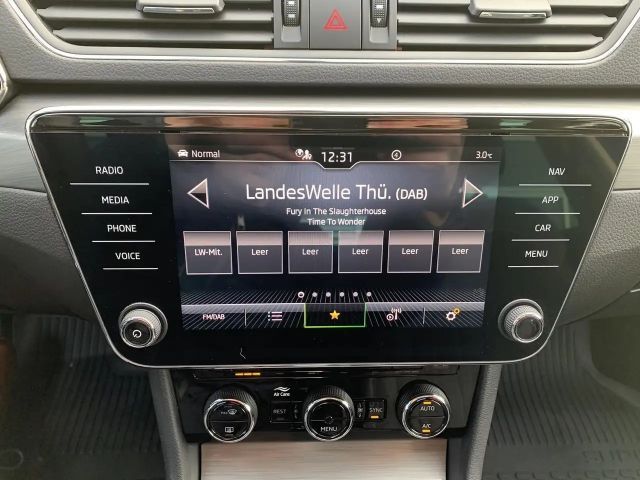 Normal 12:31 4 3.0°C
LandesWelle Thü. (DAB)
Fury in The Slaughterhouse
Time To Wonder
LW-Mit. Leer Leer Leer Leer Leer
FM/DAB
RADIO
MEDIA
PHONE
VOICE
NAV
APP
CAR
MENU
Air Care
REST
MENU
SYNC
AUTO
A/C